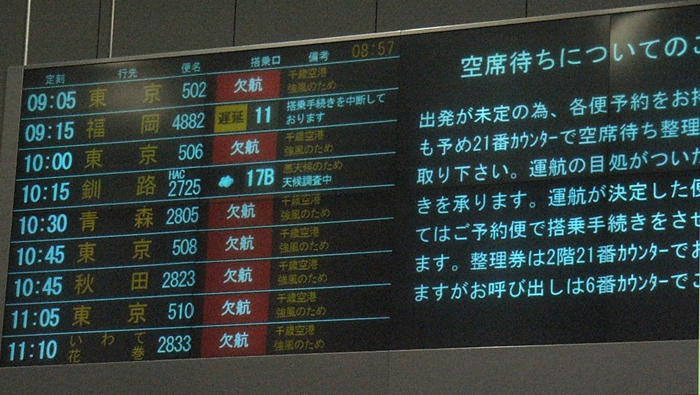 定刻 行先 便名 搭乗口 備考 08:57
09:05 東京 502 欠航 千歳空港 強風のため
09:15 福岡 4882 遅延 11 搭乗手続きを中断しております
10:00 東京 506 欠航 千歳空港 強風のため
10:15 釧路 HAC 2725 17B 悪天候のため 天候調査中
10:30 青森 2805 欠航 千歳空港 強風のため
10:45 東京 508 欠航 千歳空港 強風のため
10:45 秋田 2823 欠航 千歳空港 強風のため
11:05 東京 510 欠航 千歳空港 強風のため
11:10 いわて花巻 2833 欠航 千歳空港 強風のため
空席待ちについてのご
出発が未定の為、各便予約をお持
も予め21番カウンターで空席待ち整理
取り下さい。運航の目処がつい
きを承ります。運航が決定した
てはご予約便で搭乗手続きをさせ
ます。整理券は2階21番カウンターでお
ますがお呼び出しは6番カウンターでご